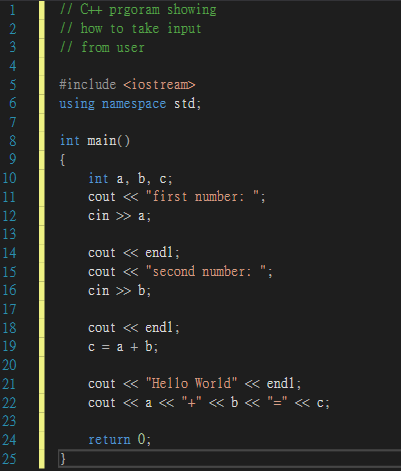 1 // C++ prgoram showing
2 // how to take input
3 // from user
4
5 #include <iostream>
6 using namespace std;
7
8 int main()
9 {
10 int a, b, c;
11 cout << "first number: ";
12 cin >> a;
13
14 cout << endl;
15 cout << "second number: ";
16 cin >> b;
17
18 cout << endl;
19 c = a + b;
20
21 cout << "Hello World" << endl;
22 cout << a << "+" << b << "=" << c;
23
24 return 0;
25 }